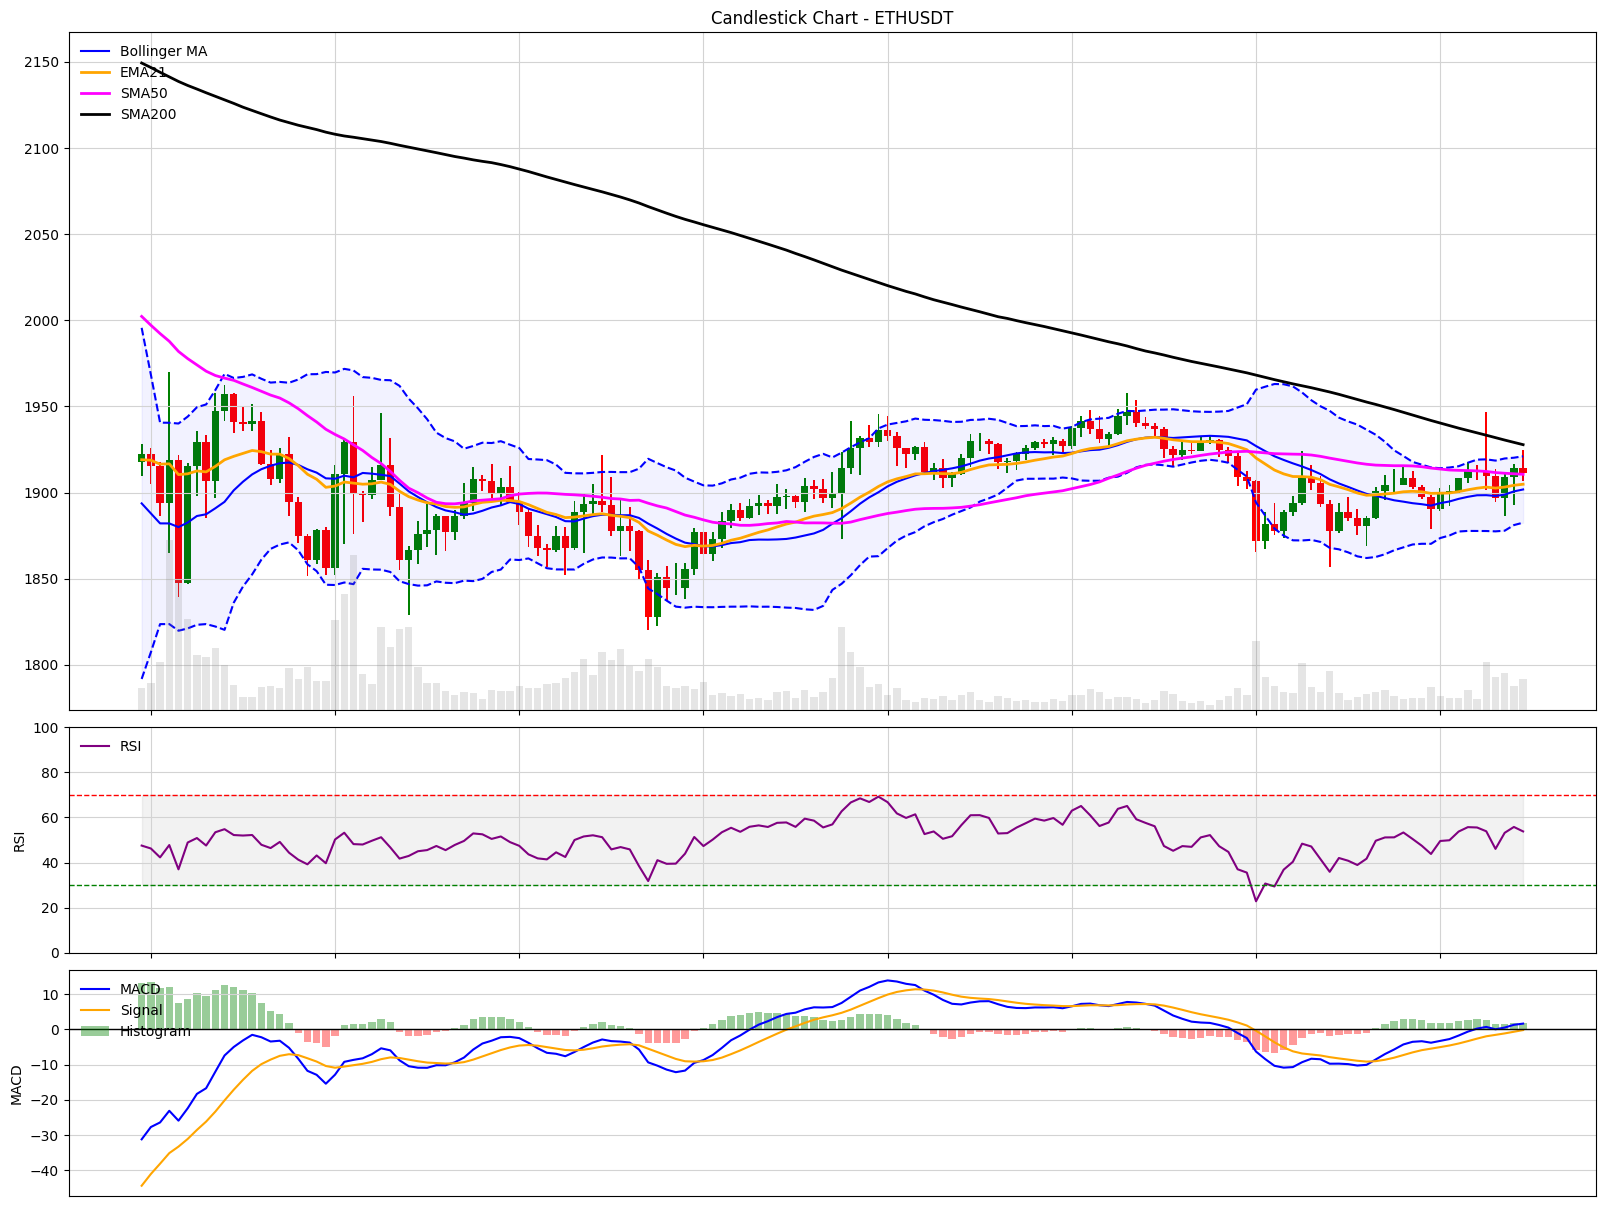 Candlestick Chart - ETHUSDT
Bollinger MA
EMA21
SMA50
SMA200
2150
2100
2050
2000
1950
1900
1850
1800
RSI
100
80
60
40
20
0
RSI
MACD
Signal
Histogram
10
0
−10
−20
−30
−40
MACD